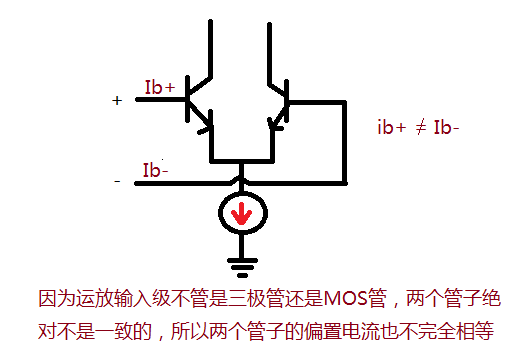 Ib+
+
ib+ ≠ Ib-
Ib-
-
因为运放输入级不管是三极管还是MOS管，两个管子绝
对不是一致的，所以两个管子的偏置电流也不完全相等